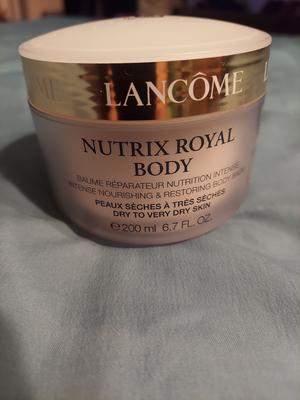 LANCÔME
NUTRIX ROYAL
BODY
BAUME RÉPARATEUR NUTRITION INTENSE
INTENSE NOURISHING & RESTORING BODY BALM
PEAUX SÈCHES À TRÈS SÈCHES
DRY TO VERY DRY SKIN
℮200 ml 6.7 FL. OZ.